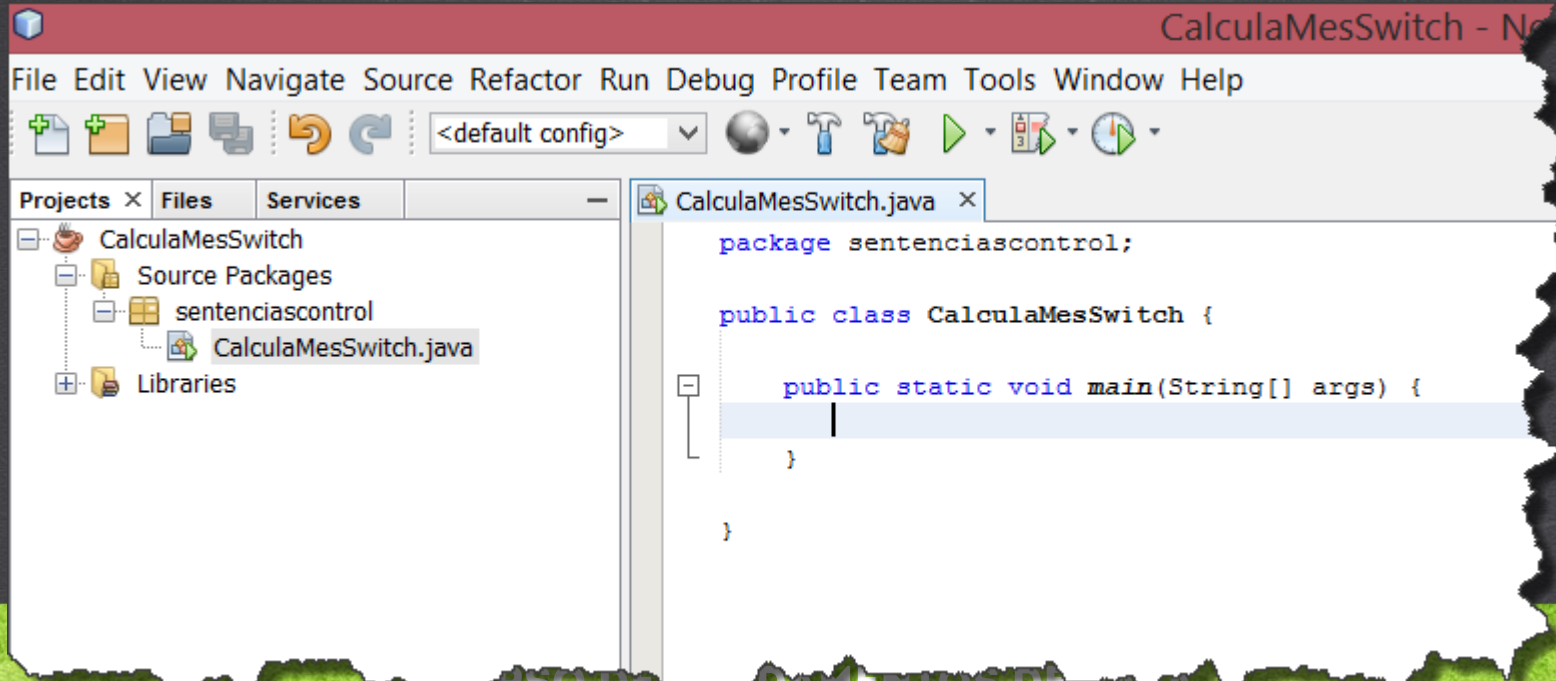 CalculaMesSwitch -
File Edit View Navigate Source Refactor Run Debug Profile Team Tools Window Help
<default config>
Projects Files Services
CalculaMesSwitch.java
CalculaMesSwitch
Source Packages
sentenciascontrol
CalculaMesSwitch.java
Libraries
package sentenciascontrol;
public class CalculaMesSwitch {
public static void main(String[] args) {
}
}